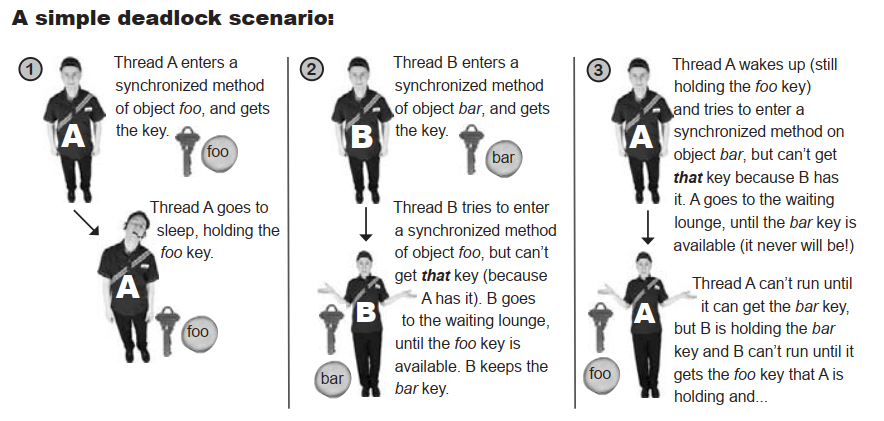 A simple deadlock scenario:
1
Thread A enters a
synchronized method
of object foo, and gets
the key.
foo
A
Thread A goes to
sleep, holding the
foo key.
A
foo
2
Thread B enters a
synchronized method
of object bar, and gets
the key.
bar
B
Thread B tries to enter
a synchronized method
of object foo, but can't
get that key (because
A has it). B goes
to the waiting lounge,
until the foo key is
available. B keeps the
bar key.
B
bar
3
Thread A wakes up (still
holding the foo key)
and tries to enter a
synchronized method on
object bar, but can't get
that key because B has
it. A goes to the waiting
lounge, until the bar key is
available (it never will be!)
A
Thread A can't run until
it can get the bar key,
but B is holding the bar
key and B can't run until it
gets the foo key that A is
holding and...
A
foo